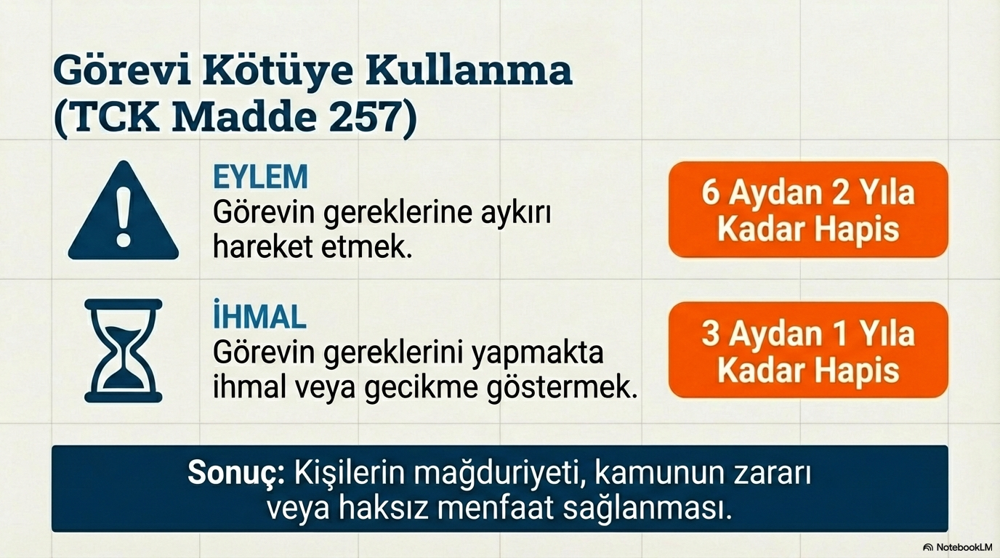 Görevi Kötüye Kullanma
(TCK Madde 257)
EYLEM
Görevin gereklerine aykırı
hareket etmek.
6 Aydan 2 Yıla
Kadar Hapis
İHMAL
Görevin gereklerini yapmakta
ihmal veya gecikme göstermek.
3 Aydan 1 Yıla
Kadar Hapis
Sonuç: Kişilerin mağduriyeti, kamunun zararı
veya haksız menfaat sağlanması.
NotebookLM